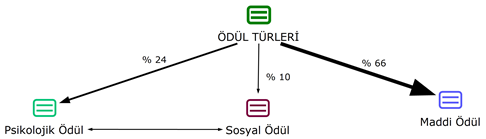 ÖDÜL TÜRLERİ
% 24
% 10
% 66
Psikolojik Ödül
Sosyal Ödül
Maddi Ödül